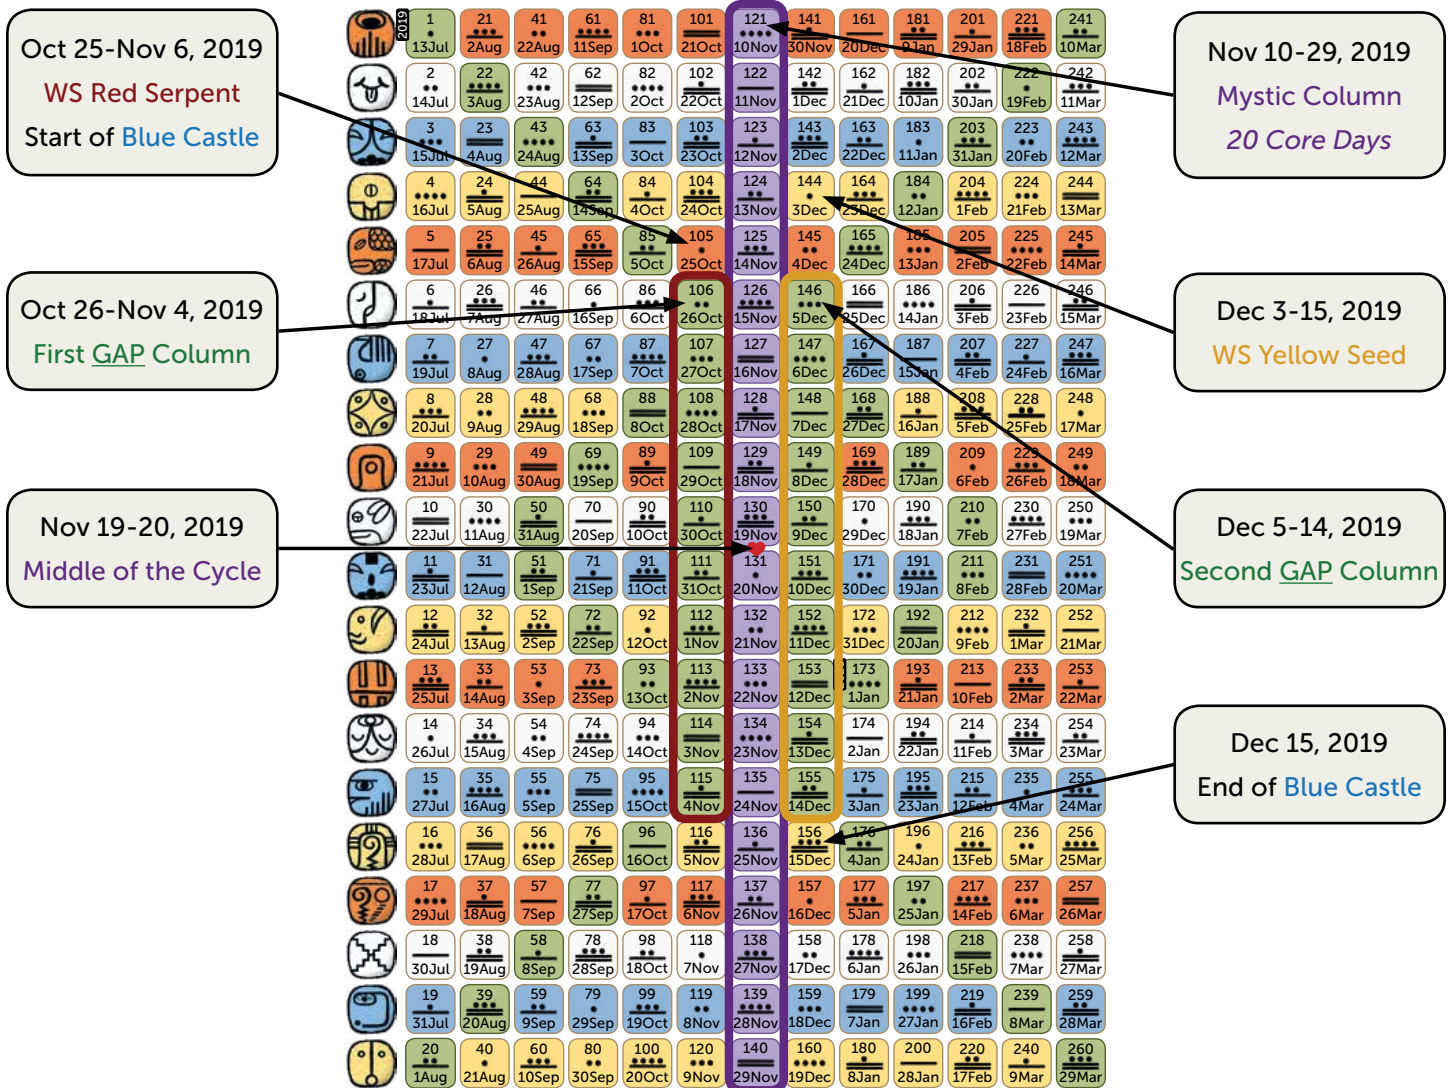 Oct 25-Nov 6, 2019
WS Red Serpent
Start of Blue Castle
Oct 26-Nov 4, 2019
First GAP Column
Nov 19-20, 2019
Middle of the Cycle
2019
1 21 41 61 81 101 121 141 161 181 201 221 241
13Jul 2Aug 22Aug 11Sep 1Oct 21Oct 10Nov 30Nov 20Dec 9Jan 29Jan 18Feb 10Mar
2 22 42 62 82 102 122 142 162 182 202 222 242
14Jul 3Aug 23Aug 12Sep 2Oct 22Oct 11Nov 1Dec 21Dec 10Jan 30Jan 19Feb 11Mar
3 23 43 63 83 103 123 143 163 183 203 223 243
15Jul 4Aug 24Aug 13Sep 3Oct 23Oct 12Nov 2Dec 22Dec 11Jan 31Jan 20Feb 12Mar
4 24 44 64 84 104 124 144 164 184 204 224 244
16Jul 5Aug 25Aug 14Sep 4Oct 24Oct 13Nov 3Dec 23Dec 12Jan 1Feb 21Feb 13Mar
5 25 45 65 85 105 125 145 165 185 205 225 245
17Jul 6Aug 26Aug 15Sep 5Oct 25Oct 14Nov 4Dec 24Dec 13Jan 2Feb 22Feb 14Mar
6 26 46 66 86 106 126 146 166 186 206 226 246
18Jul 7Aug 27Aug 16Sep 6Oct 26Oct 15Nov 5Dec 25Dec 14Jan 3Feb 23Feb 15Mar
7 27 47 67 87 107 127 147 167 187 207 227 247
19Jul 8Aug 28Aug 17Sep 7Oct 27Oct 16Nov 6Dec 26Dec 15Jan 4Feb 24Feb 16Mar
8 28 48 68 88 108 128 148 168 188 208 228 248
20Jul 9Aug 29Aug 18Sep 8Oct 28Oct 17Nov 7Dec 27Dec 16Jan 5Feb 25Feb 17Mar
9 29 49 69 89 109 129 149 169 189 209 229 249
21Jul 10Aug 30Aug 19Sep 9Oct 29Oct 18Nov 8Dec 28Dec 17Jan 6Feb 26Feb 18Mar
10 30 50 70 90 110 130 150 170 190 210 230 250
22Jul 11Aug 31Aug 20Sep 10Oct 30Oct 19Nov 9Dec 29Dec 18Jan 7Feb 27Feb 19Mar
11 31 51 71 91 111 131 151 171 191 211 231 251
23Jul 12Aug 1Sep 21Sep 11Oct 31Oct 20Nov 10Dec 30Dec 19Jan 8Feb 28Feb 20Mar
12 32 52 72 92 112 132 152 172 192 212 232 252
24Jul 13Aug 2Sep 22Sep 12Oct 1Nov 21Nov 11Dec 31Dec 20Jan 9Feb 1Mar 21Mar
13 33 53 73 93 113 133 153 173 193 213 233 253
25Jul 14Aug 3Sep 23Sep 13Oct 2Nov 22Nov 12Dec 1Jan 21Jan 10Feb 2Mar 22Mar
14 34 54 74 94 114 134 154 174 194 214 234 254
26Jul 15Aug 4Sep 24Sep 14Oct 3Nov 23Nov 13Dec 2Jan 22Jan 11Feb 3Mar 23Mar
15 35 55 75 95 115 135 155 175 195 215 235 255
27Jul 16Aug 5Sep 25Sep 15Oct 4Nov 24Nov 14Dec 3Jan 23Jan 12Feb 4Mar 24Mar
16 36 56 76 96 116 136 156 176 196 216 236 256
28Jul 17Aug 6Sep 26Sep 16Oct 5Nov 25Nov 15Dec 4Jan 24Jan 13Feb 5Mar 25Mar
17 37 57 77 97 117 137 157 177 197 217 237 257
29Jul 18Aug 7Sep 27Sep 17Oct 6Nov 26Nov 16Dec 5Jan 25Jan 14Feb 6Mar 26Mar
18 38 58 78 98 118 138 158 178 198 218 238 258
30Jul 19Aug 8Sep 28Sep 18Oct 7Nov 27Nov 17Dec 6Jan 26Jan 15Feb 7Mar 27Mar
19 39 59 79 99 119 139 159 179 199 219 239 259
31Jul 20Aug 9Sep 29Sep 19Oct 8Nov 28Nov 18Dec 7Jan 27Jan 16Feb 8Mar 28Mar
20 40 60 80 100 120 140 160 180 200 220 240 260
1Aug 21Aug 10Sep 30Sep 20Oct 9Nov 29Nov 19Dec 8Jan 28Jan 17Feb 9Mar 29Mar
Nov 10-29, 2019
Mystic Column
20 Core Days
Dec 3-15, 2019
WS Yellow Seed
Dec 5-14, 2019
Second GAP Column
Dec 15, 2019
End of Blue Castle